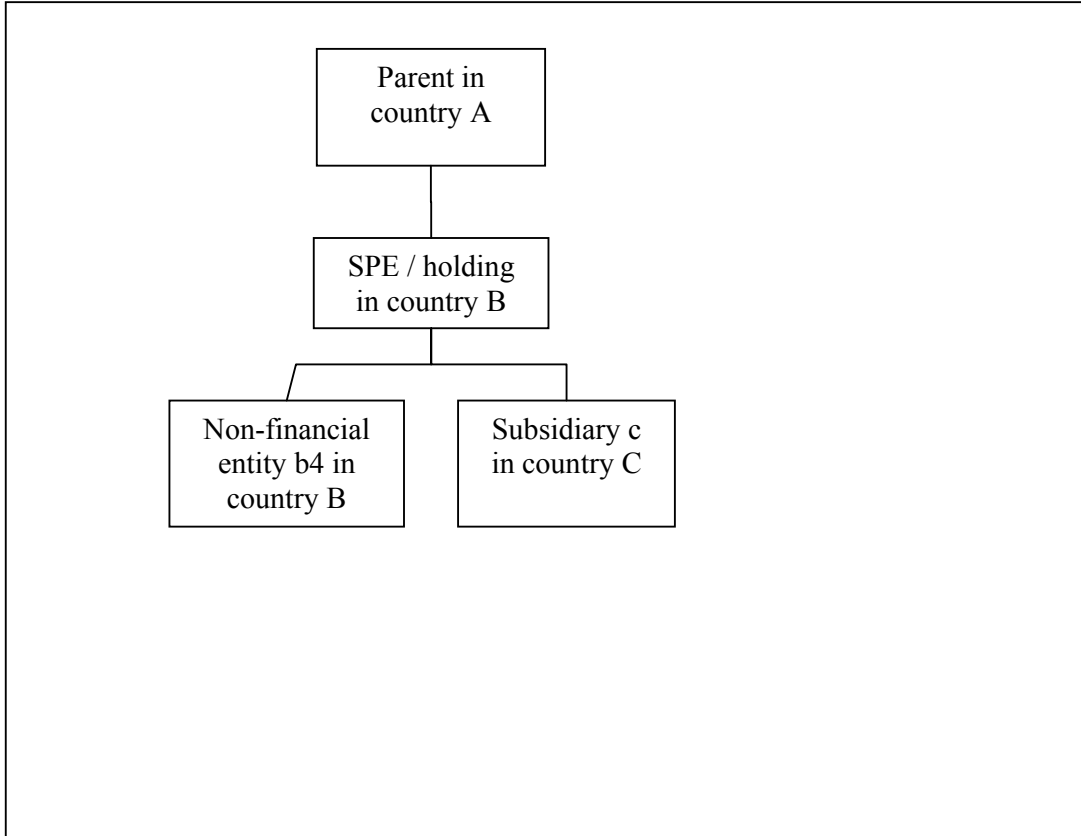 Parent in
country A
SPE / holding
in country B
Non-financial
entity b4 in
country B
Subsidiary c
in country C